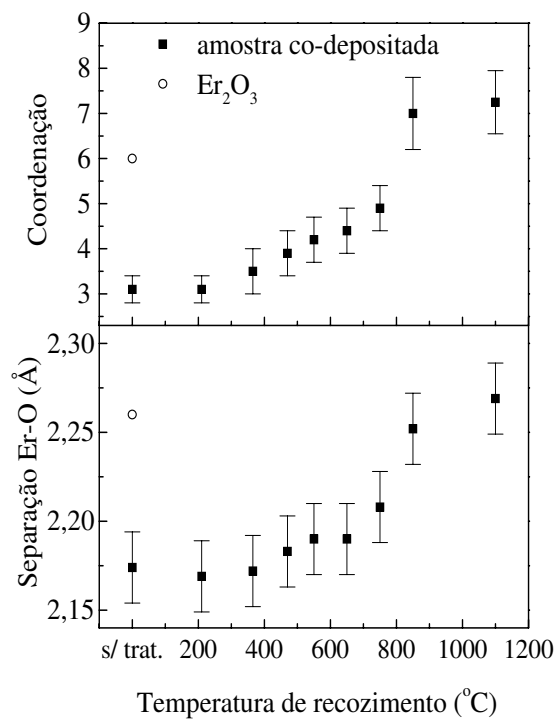 9
8
7
6
5
4
3
Coordenação
amostra co-depositada
Er₂O₃
2,30
2,25
2,20
2,15
Separação Er-O (Å)
s/ trat. 200 400 600 800 1000 1200
Temperatura de recozimento (°C)